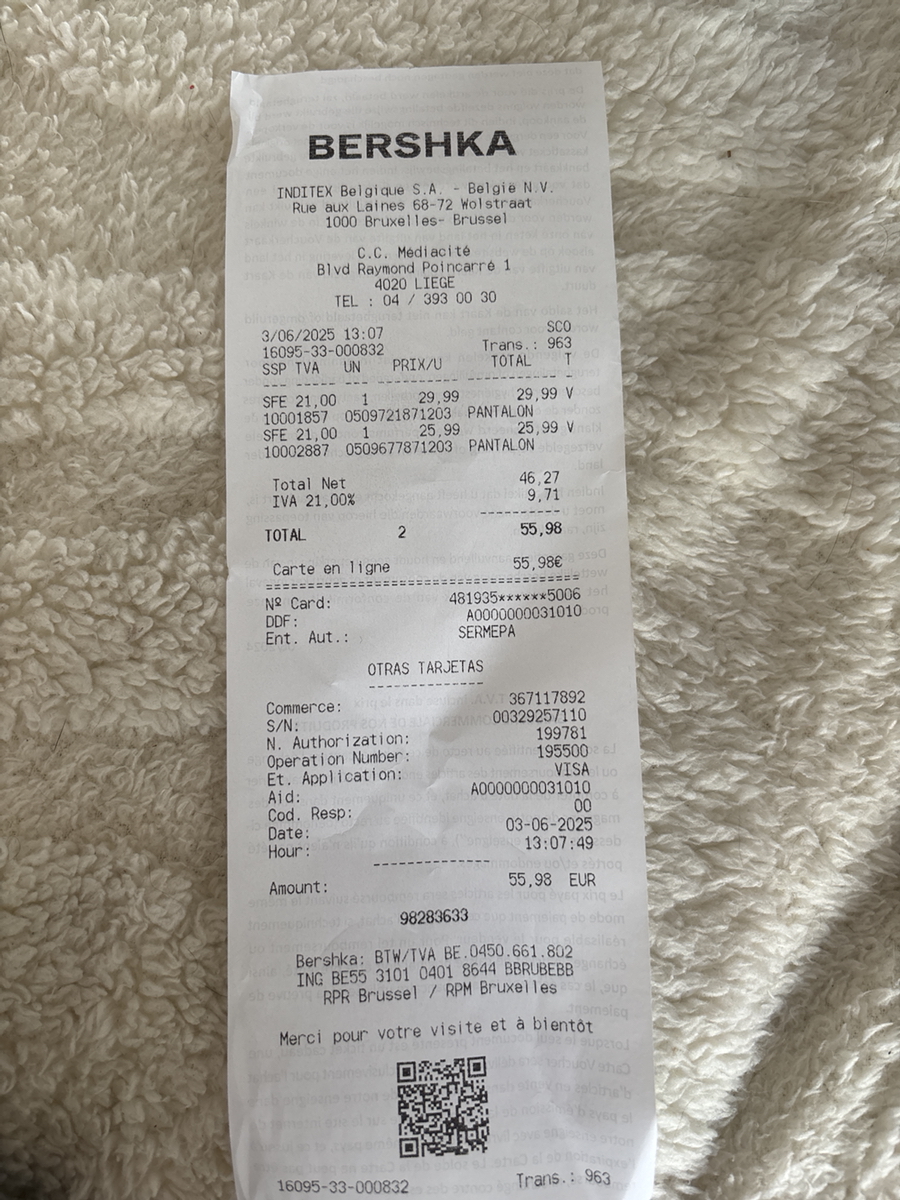 BERSHKA
INDITEX Belgique S.A. - België N.V.
Rue aux Laines 68-72 Wolstraat
1000 Bruxelles- Brussel
C.C. Médiacité
Blvd Raymond Poincarré 1
4020 LIEGE
TEL : 04 / 393 00 30
3/06/2025 13:07 SCO
16095-33-000832 Trans.: 963
SSP TVA UN PRIX/U TOTAL T
SFE 21,00 1 29,99 29,99 V
10001857 0509721871203 PANTALON
SFE 21,00 1 25,99 25,99 V
10002887 0509677871203 PANTALON
Total Net 46,27
IVA 21,00% 9,71
TOTAL 2 55,98
Carte en ligne 55,98€
Nº Card: 481935******5006
DDF: A0000000031010
Ent. Aut.: SERMEPA
OTRAS TARJETAS
Commerce: 367117892
S/N: 00329257110
N. Authorization: 199781
Operation Number: 195500
Et. Application: VISA
Aid: A0000000031010
Cod. Resp: 00
Date: 03-06-2025
Hour: 13:07:49
Amount: 55,98 EUR
98283633
Bershka: BTW/TVA BE.0450.661.802
ING BE55 3101 0401 8644 BBRUBEBB
RPR Brussel / RPM Bruxelles
Merci pour votre visite et à bientôt
16095-33-000832 Trans.: 963